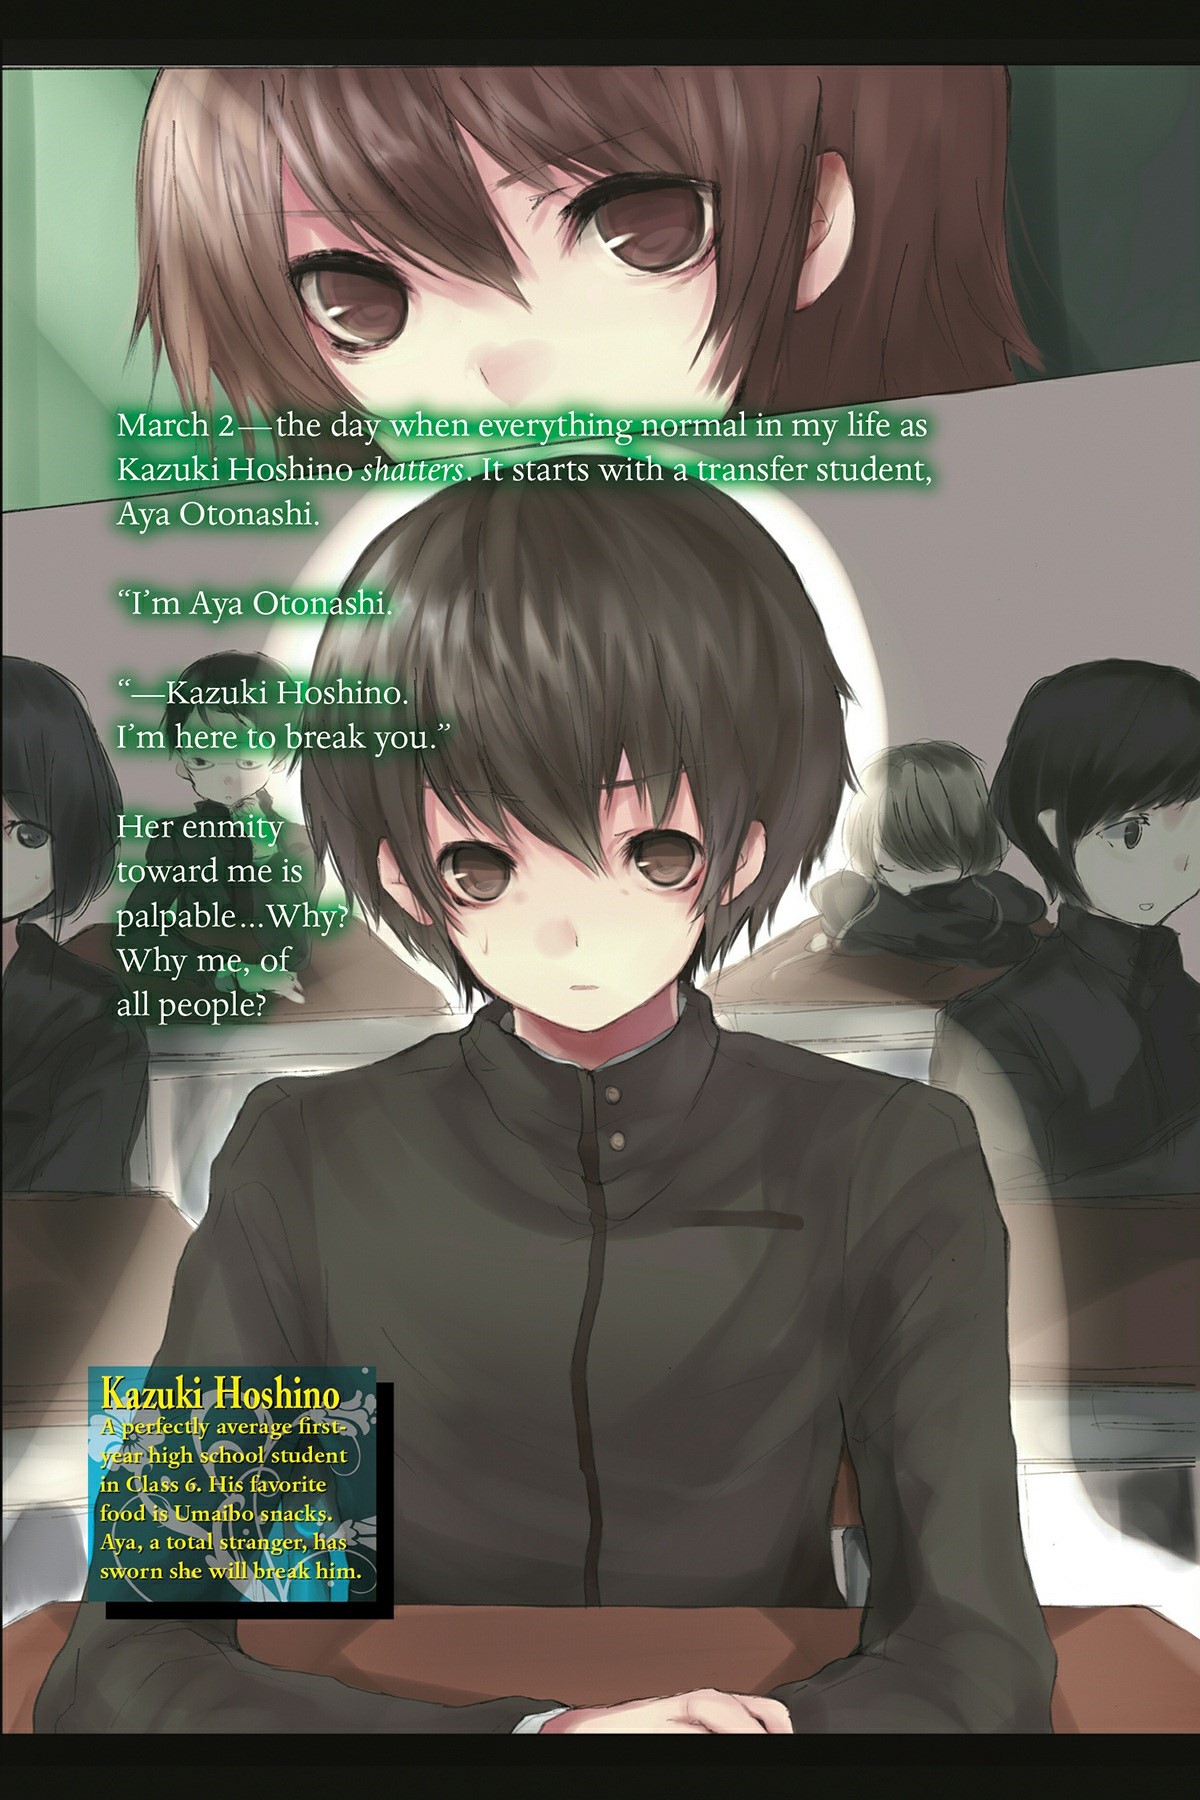 March 2—the day when everything normal in my life as
Kazuki Hoshino shatters. It starts with a transfer student,
Aya Otonashi.
“I’m Aya Otonashi.
“—Kazuki Hoshino.
I’m here to break you.”
Her enmity
toward me is
palpable...Why?
Why me, of
all people?
Kazuki Hoshino
A perfectly average first-
year high school student
in Class 6. His favorite
food is Umaibo snacks.
Aya, a total stranger, has
sworn she will break him.